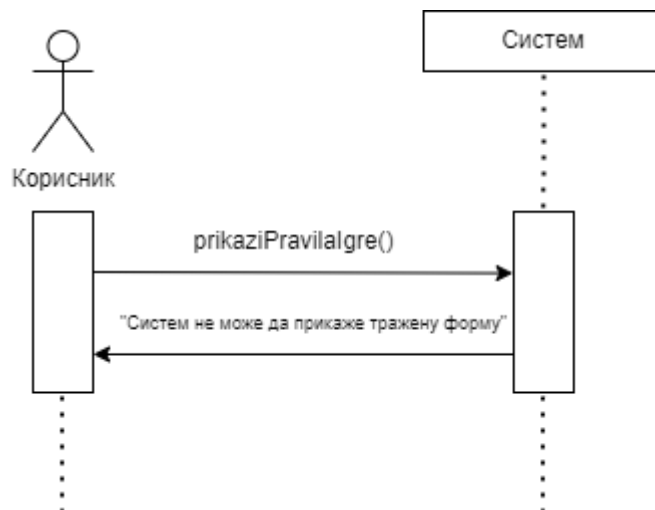 Систем
Корисник
prikaziPravilaIgre()
"Систем не може да прикаже тражену форму"